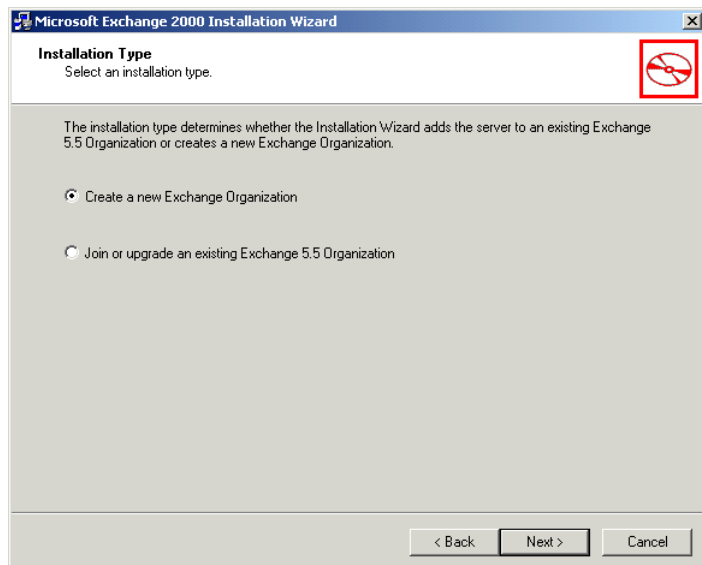 Microsoft Exchange 2000 Installation Wizard
Installation Type
Select an installation type.
The installation type determines whether the Installation Wizard adds the server to an existing Exchange
5.5 Organization or creates a new Exchange Organization.
Create a new Exchange Organization
Join or upgrade an existing Exchange 5.5 Organization
< Back
Next >
Cancel